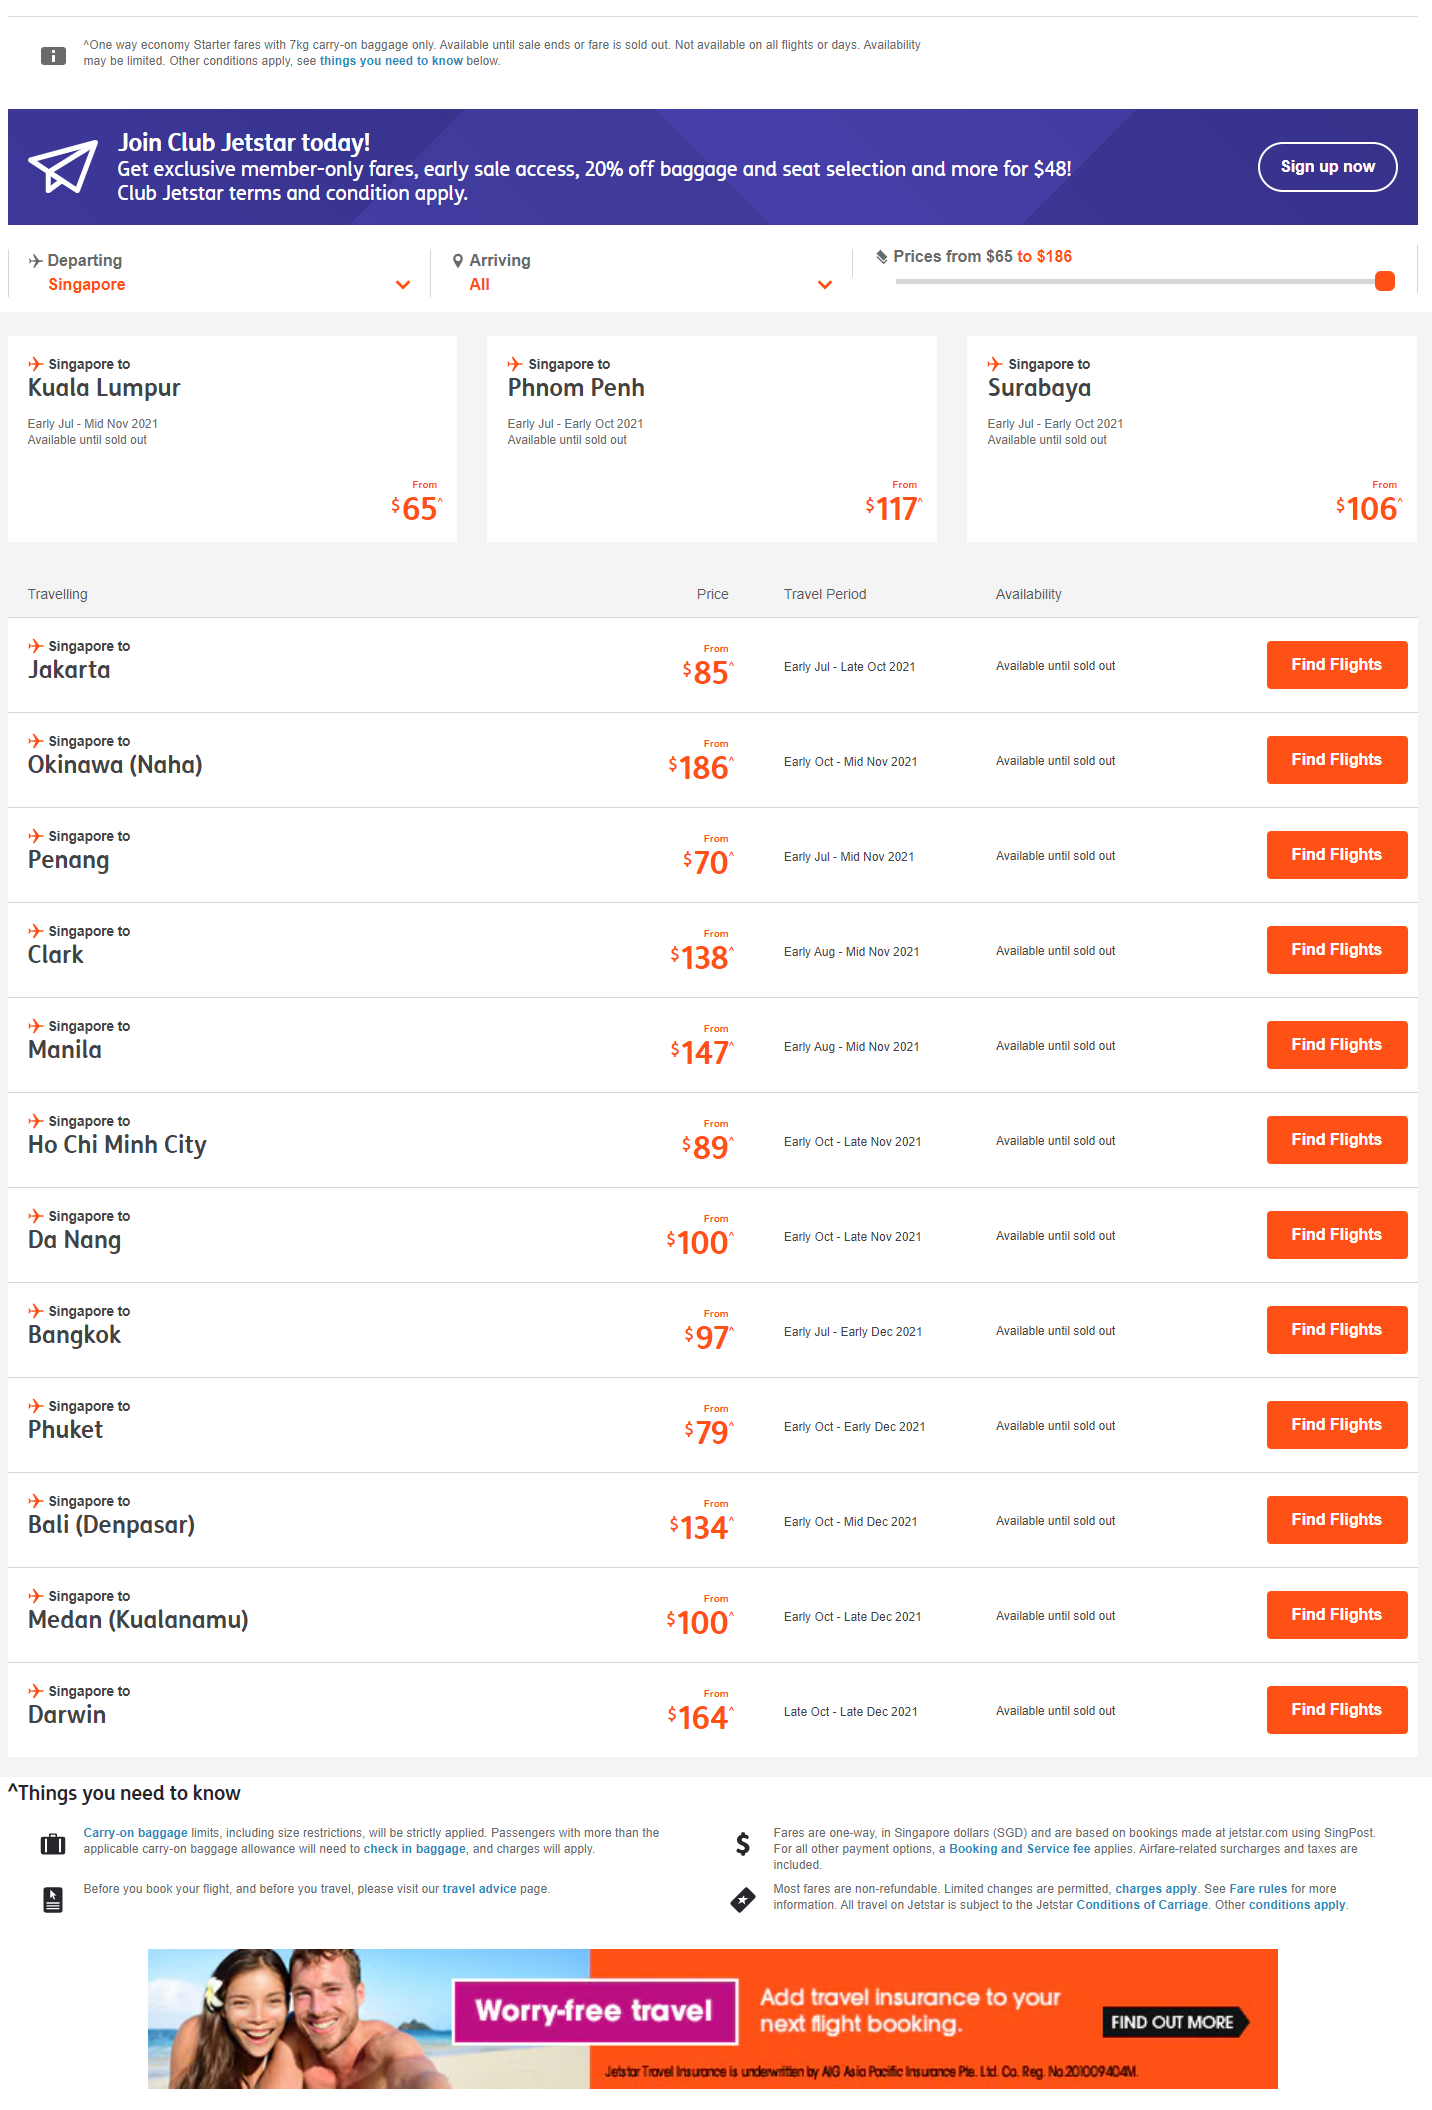 ^One way economy Starter fares with 7kg carry-on baggage only. Available until sale ends or fare is sold out. Not available on all flights or days. Availability
may be limited. Other conditions apply, see things you need to know below.
Join Club Jetstar today!
Get exclusive member-only fares, early sale access, 20% off baggage and seat selection and more for $48!
Club Jetstar terms and condition apply.
Sign up now
Departing
Singapore
Arriving
All
Prices from $65 to $186
Singapore to
Kuala Lumpur
Early Jul - Mid Nov 2021
Available until sold out
From
$65^
Singapore to
Phnom Penh
Early Jul - Early Oct 2021
Available until sold out
From
$117^
Singapore to
Surabaya
Early Jul - Early Oct 2021
Available until sold out
From
$106^
Travelling Price Travel Period Availability
Singapore to
Jakarta
From
$85^
Early Jul - Late Oct 2021
Available until sold out
Find Flights
Singapore to
Okinawa (Naha)
From
$186^
Early Oct - Mid Nov 2021
Available until sold out
Find Flights
Singapore to
Penang
From
$70^
Early Jul - Mid Nov 2021
Available until sold out
Find Flights
Singapore to
Clark
From
$138^
Early Aug - Mid Nov 2021
Available until sold out
Find Flights
Singapore to
Manila
From
$147^
Early Aug - Mid Nov 2021
Available until sold out
Find Flights
Singapore to
Ho Chi Minh City
From
$89^
Early Oct - Late Nov 2021
Available until sold out
Find Flights
Singapore to
Da Nang
From
$100^
Early Oct - Late Nov 2021
Available until sold out
Find Flights
Singapore to
Bangkok
From
$97^
Early Jul - Early Dec 2021
Available until sold out
Find Flights
Singapore to
Phuket
From
$79^
Early Oct - Early Dec 2021
Available until sold out
Find Flights
Singapore to
Bali (Denpasar)
From
$134^
Early Oct - Mid Dec 2021
Available until sold out
Find Flights
Singapore to
Medan (Kualanamu)
From
$100^
Early Oct - Late Dec 2021
Available until sold out
Find Flights
Singapore to
Darwin
From
$164^
Late Oct - Late Dec 2021
Available until sold out
Find Flights
^Things you need to know
Carry-on baggage limits, including size restrictions, will be strictly applied. Passengers with more than the
applicable carry-on baggage allowance will need to check in baggage, and charges will apply.
Before you book your flight, and before you travel, please visit our travel advice page.
Fares are one-way, in Singapore dollars (SGD) and are based on bookings made at jetstar.com using SingPost.
For all other payment options, a Booking and Service fee applies. Airfare-related surcharges and taxes are
included.
Most fares are non-refundable. Limited changes are permitted, charges apply. See Fare rules for more
information. All travel on Jetstar is subject to the Jetstar Conditions of Carriage. Other conditions apply.
Worry-free travel
Add travel insurance to your
next flight booking.
FIND OUT MORE
Jetstar Travel Insurance is underwritten by AIG Asia Pacific Insurance Pte. Ltd. Co. Reg. No.201009404M.